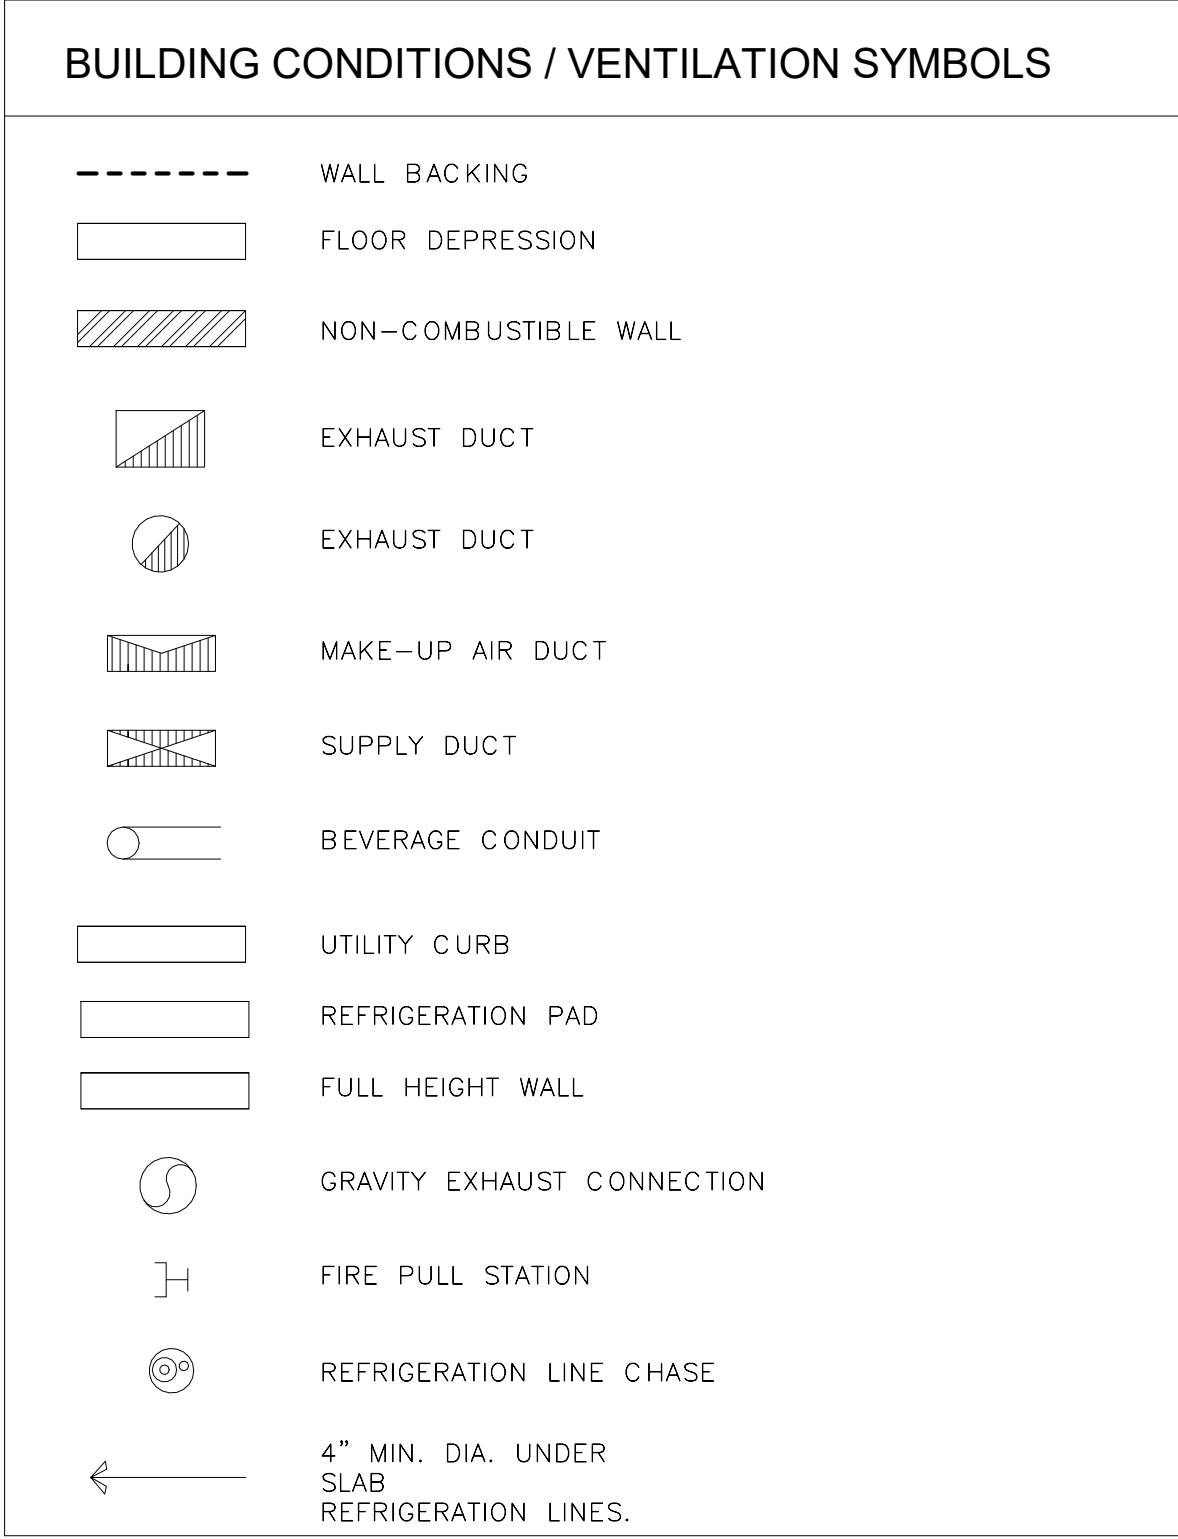 BUILDING CONDITIONS / VENTILATION SYMBOLS
WALL BACKING
FLOOR DEPRESSION
NON-COMBUSTIBLE WALL
EXHAUST DUCT
EXHAUST DUCT
MAKE-UP AIR DUCT
SUPPLY DUCT
BEVERAGE CONDUIT
UTILITY CURB
REFRIGERATION PAD
FULL HEIGHT WALL
GRAVITY EXHAUST CONNECTION
FIRE PULL STATION
REFRIGERATION LINE CHASE
4" MIN. DIA. UNDER
SLAB
REFRIGERATION LINES.